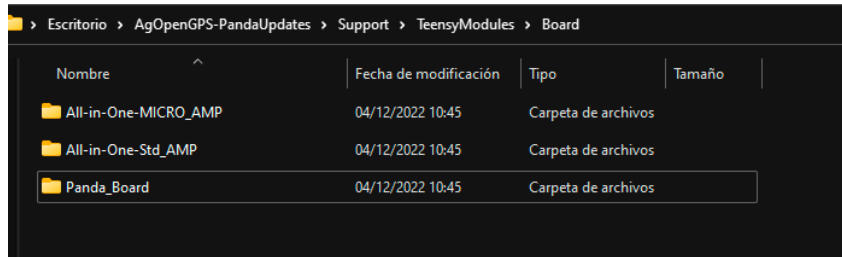 Escritorio > AgOpenGPS-PandaUpdates > Support > TeensyModules > Board
Nombre Fecha de modificación Tipo Tamaño
All-in-One-MICRO_AMP 04/12/2022 10:45 Carpeta de archivos
All-in-One-Std_AMP 04/12/2022 10:45 Carpeta de archivos
Panda_Board 04/12/2022 10:45 Carpeta de archivos